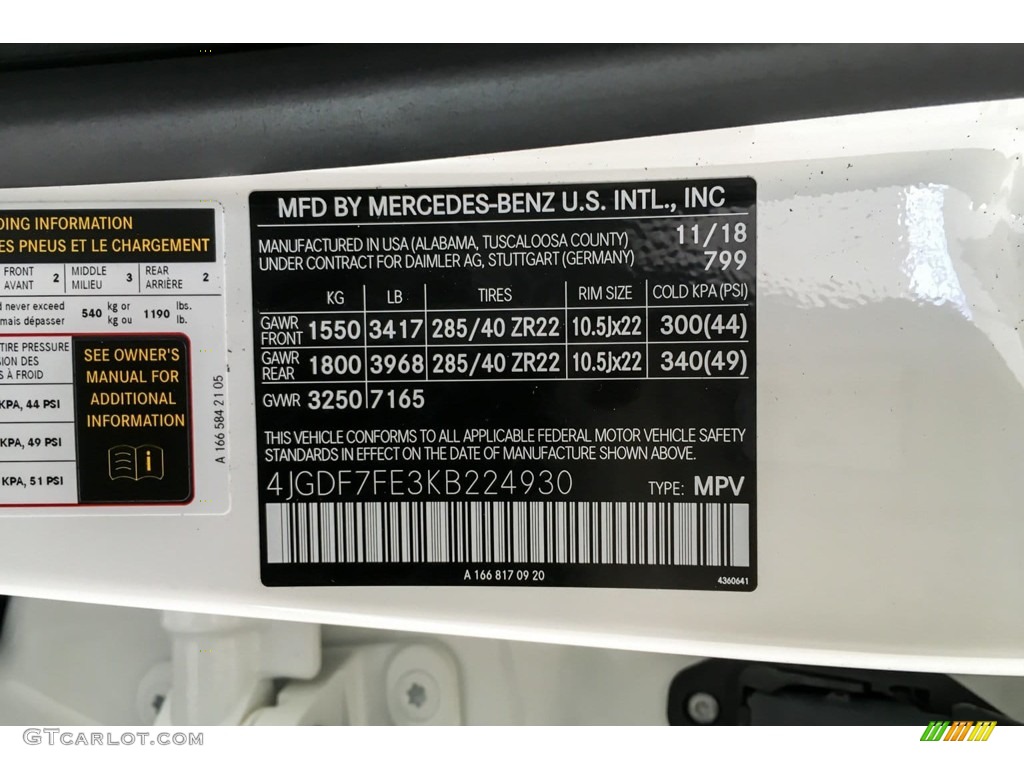 DING INFORMATION
ES PNEUS ET LE CHARGEMENT
FRONT AVANT 2 MIDDLE MILIEU 3 REAR ARRIÈRE 2
never exceed 540 kg or 1190 lbs.
mais dépasser kg ou lb.
TIRE PRESSURE
SION DES
S À FROID
KPA, 44 PSI
KPA, 49 PSI
KPA, 51 PSI
SEE OWNER'S
MANUAL FOR
ADDITIONAL
INFORMATION
A 166 584 21 05
MFD BY MERCEDES-BENZ U.S. INTL., INC
MANUFACTURED IN USA (ALABAMA, TUSCALOOSA COUNTY) 11/18
UNDER CONTRACT FOR DAIMLER AG, STUTTGART (GERMANY) 799
KG LB TIRES RIM SIZE COLD KPA (PSI)
GAWR FRONT 1550 3417 285/40 ZR22 10.5Jx22 300(44)
GAWR REAR 1800 3968 285/40 ZR22 10.5Jx22 340(49)
GVWR 3250 7165
THIS VEHICLE CONFORMS TO ALL APPLICABLE FEDERAL MOTOR VEHICLE SAFETY
STANDARDS IN EFFECT ON THE DATE OF MANUFACTURE SHOWN ABOVE.
4JGDF7FE3KB224930 TYPE: MPV
A 166 817 09 20
4360641
GTCarLot.com